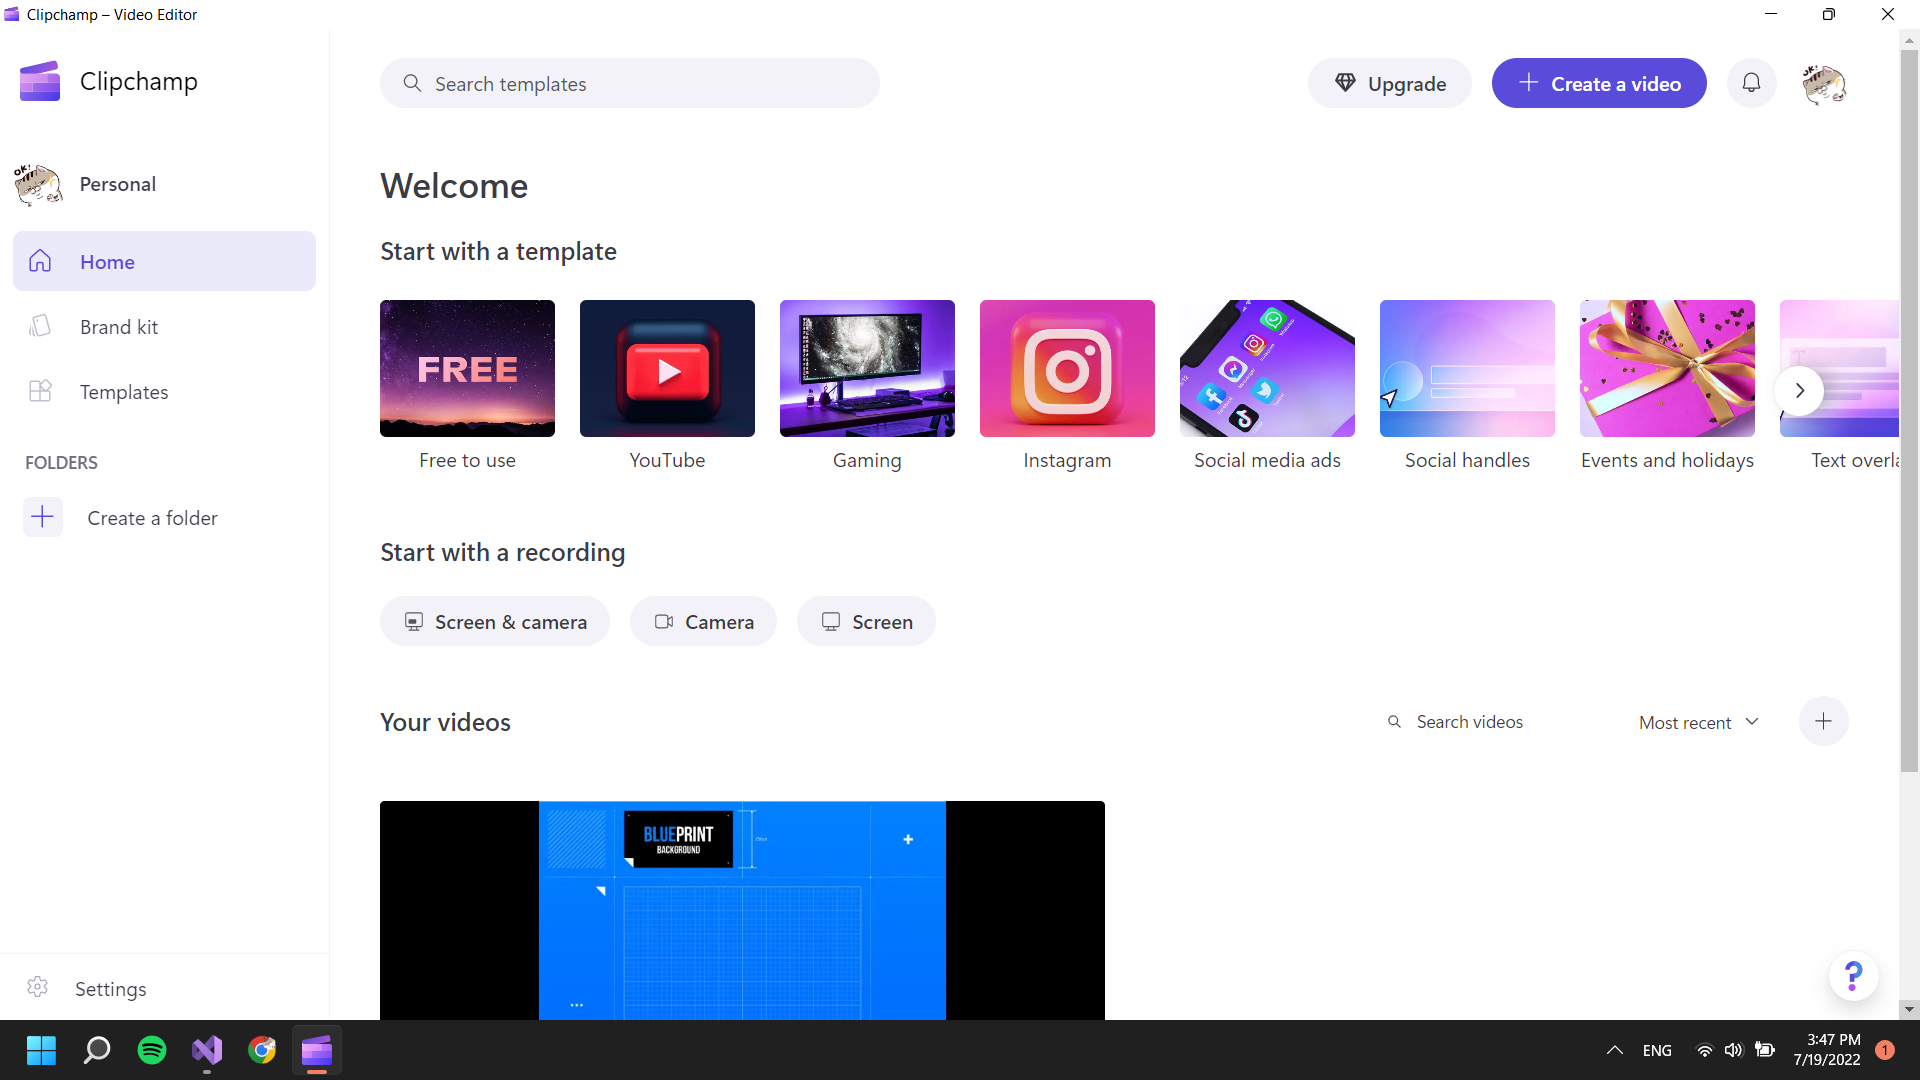 Clipchamp – Video Editor
Clipchamp
Search templates
Upgrade
Create a video
OK!
OK!
Personal
Home
Brand kit
Templates
FOLDERS
Create a folder
Settings
Welcome
Start with a template
FREE
Free to use
YouTube
Gaming
Instagram
Social media ads
Social handles
Events and holidays
Text overla
Start with a recording
Screen & camera
Camera
Screen
Your videos
Search videos
Most recent
BLUEPRINT
BACKGROUND
?
ENG
3:47 PM
7/19/2022
1